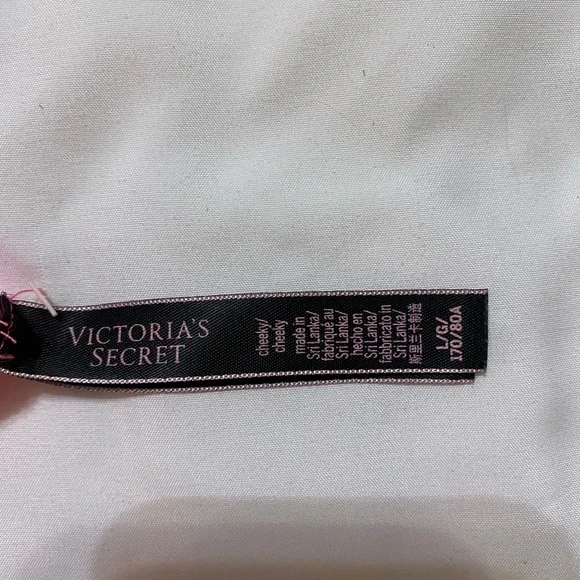 VICTORIA'S
SECRET
cheeky/
cheeky
made in
Sri Lanka/
fabriqué au
Sri Lanka/
hecho en
Sri Lanka/
fabricato in
Sri Lanka/
斯里兰卡制造
L/G/
170/80A